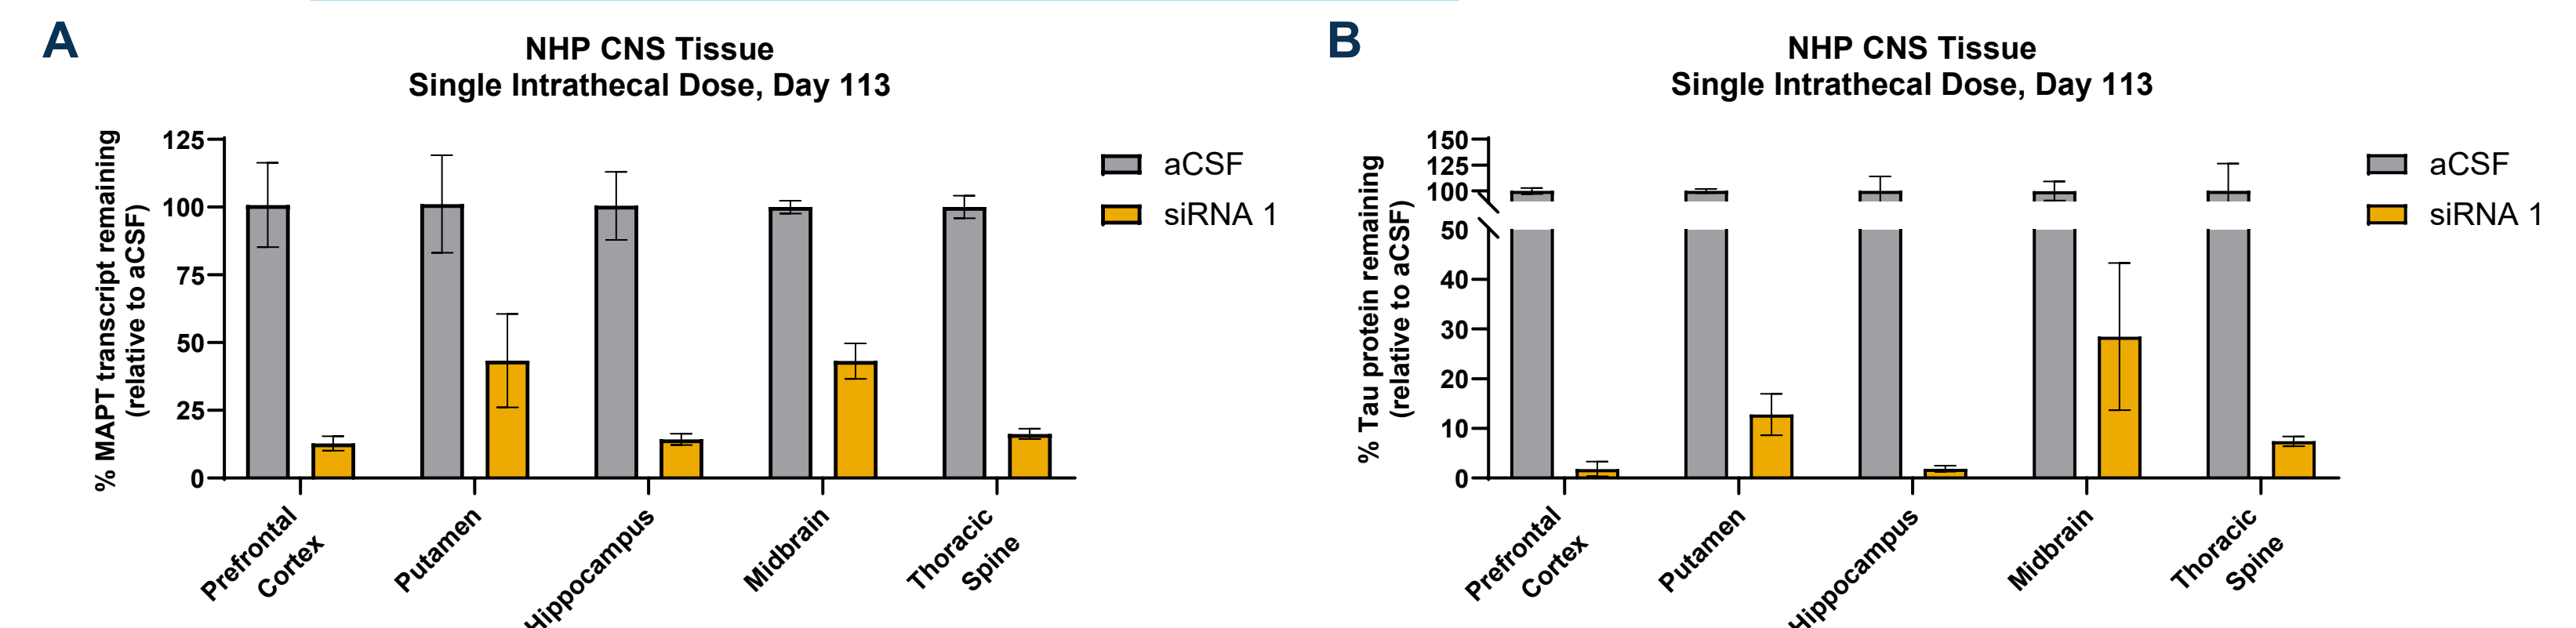 A
NHP CNS Tissue
Single Intrathecal Dose, Day 113
% MAPT transcript remaining
(relative to aCSF)
125
100
75
50
25
0
Prefrontal
Cortex
Putamen
Hippocampus
Midbrain
Thoracic
Spine
aCSF
siRNA 1
B
NHP CNS Tissue
Single Intrathecal Dose, Day 113
% Tau protein remaining
(relative to aCSF)
150
125
100
50
40
30
20
10
0
Prefrontal
Cortex
Putamen
Hippocampus
Midbrain
Thoracic
Spine
aCSF
siRNA 1